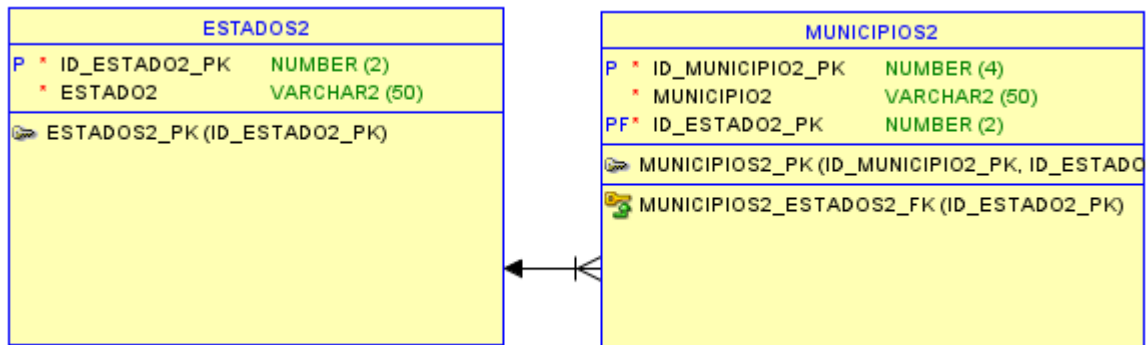 ESTADOS2
P * ID_ESTADO2_PK NUMBER (2)
* ESTADO2 VARCHAR2 (50)
ESTADOS2_PK (ID_ESTADO2_PK)
MUNICIPIOS2
P * ID_MUNICIPIO2_PK NUMBER (4)
* MUNICIPIO2 VARCHAR2 (50)
PF* ID_ESTADO2_PK NUMBER (2)
MUNICIPIOS2_PK (ID_MUNICIPIO2_PK, ID_ESTADO
MUNICIPIOS2_ESTADOS2_FK (ID_ESTADO2_PK)